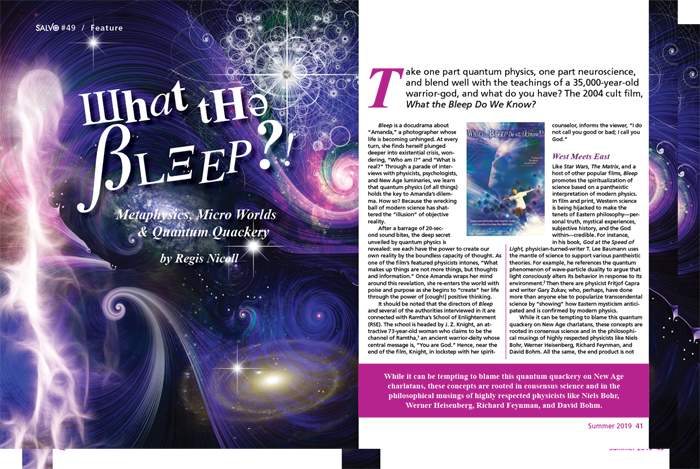 SALVO #49 / Feature
Шhat tHə
βLΞEP?!
Metaphysics, Micro Worlds
& Quantum Quackery
by Regis Nicoll
Take one part quantum physics, one part neuroscience,
and blend well with the teachings of a 35,000-year-old
warrior-god, and what do you have? The 2004 cult film,
What the Bleep Do We Know?
Bleep is a docudrama about
"Amanda," a photographer whose
life is becoming unhinged. At every
turn, she finds herself plunged
deeper into existential crisis, won-
dering, "Who am I?" and "What is
real?" Through a parade of inter-
views with physicists, psychologists,
and New Age luminaries, we learn
that quantum physics (of all things)
holds the key to Amanda's dilem-
ma. How so? Because the wrecking
ball of modern science has shat-
tered the "illusion" of objective
reality.
After a barrage of 20-sec-
ond sound bites, the deep secret
unveiled by quantum physics is
revealed: we each have the power to create our
own reality by the boundless capacity of thought. As
one of the film's featured physicists intones, "What
makes up things are not more things, but thoughts
and information." Once Amanda wraps her mind
around this revelation, she re-enters the world with
poise and purpose as she begins to "create" her life
through the power of [cough!] positive thinking.
It should be noted that the directors of Bleep
and several of the authorities interviewed in it are
connected with Ramtha's School of Enlightenment
(RSE). The school is headed by J. Z. Knight, an at-
tractive 73-year-old woman who claims to be the
channel of Ramtha,¹ an ancient warrior-deity whose
central message is, "You are God." Hence, near the
end of the film, Knight, in lockstep with her spirit-
counselor, informs the viewer, "I do
not call you good or bad; I call you
God."
West Meets East
Like Star Wars, The Matrix, and a
host of other popular films, Bleep
promotes the spiritualization of
science based on a pantheistic
interpretation of modern physics.
In film and print, Western science
is being hijacked to make the
tenets of Eastern philosophy—per-
sonal truth, mystical experiences,
subjective history, and the God
within—credible. For instance,
in his book, God at the Speed of
Light, physician-turned-writer T. Lee Baumann uses
the mantle of science to support various pantheistic
theories. For example, he references the quantum
phenomenon of wave-particle duality to argue that
light consciously alters its behavior in response to its
environment.² Then there are physicist Fritjof Capra
and writer Gary Zukav, who, perhaps, have done
more than anyone else to popularize transcendental
science by "showing" how Eastern mysticism antici-
pated and is confirmed by modern physics.
While it can be tempting to blame this quantum
quackery on New Age charlatans, these concepts are
rooted in consensus science and in the philosophi-
cal musings of highly respected physicists like Niels
Bohr, Werner Heisenberg, Richard Feynman, and
David Bohm. All the same, the end product is not
While it can be tempting to blame this quantum quackery on New Age
charlatans, these concepts are rooted in consensus science and in the
philosophical musings of highly respected physicists like Niels Bohr,
Werner Heisenberg, Richard Feynman, and David Bohm.
Summer 2019 41